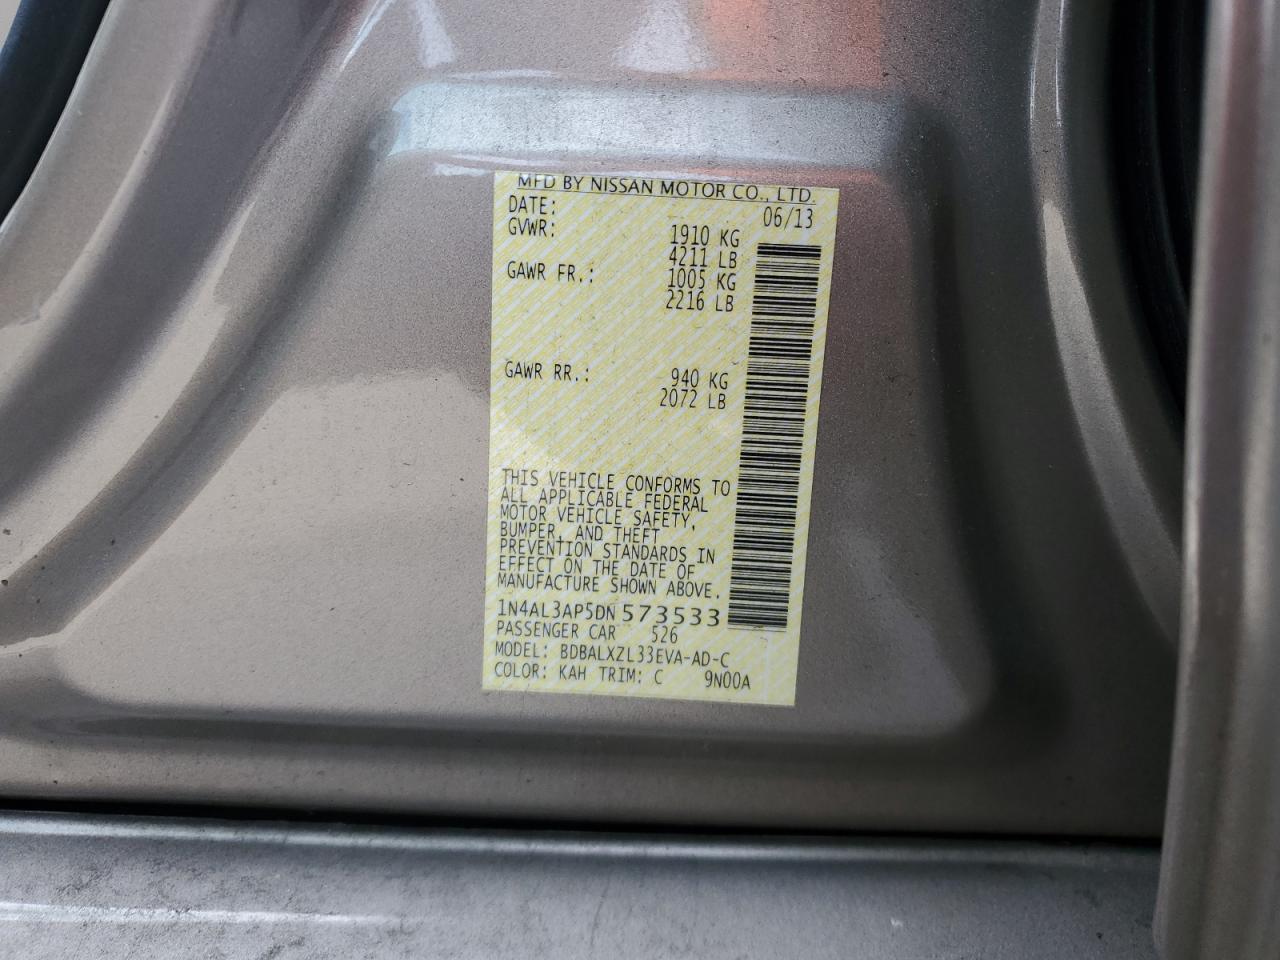 MFD BY NISSAN MOTOR CO., LTD.
DATE: 06/13
GVWR: 1910 KG
4211 LB
GAWR FR.: 1005 KG
2216 LB
GAWR RR.: 940 KG
2072 LB
THIS VEHICLE CONFORMS TO
ALL APPLICABLE FEDERAL
MOTOR VEHICLE SAFETY,
BUMPER, AND THEFT
PREVENTION STANDARDS IN
EFFECT ON THE DATE OF
MANUFACTURE SHOWN ABOVE.
1N4AL3AP5DN573533
PASSENGER CAR 526
MODEL: BDBALXZL33EVA-AD-C
COLOR: KAH TRIM: C 9N00A